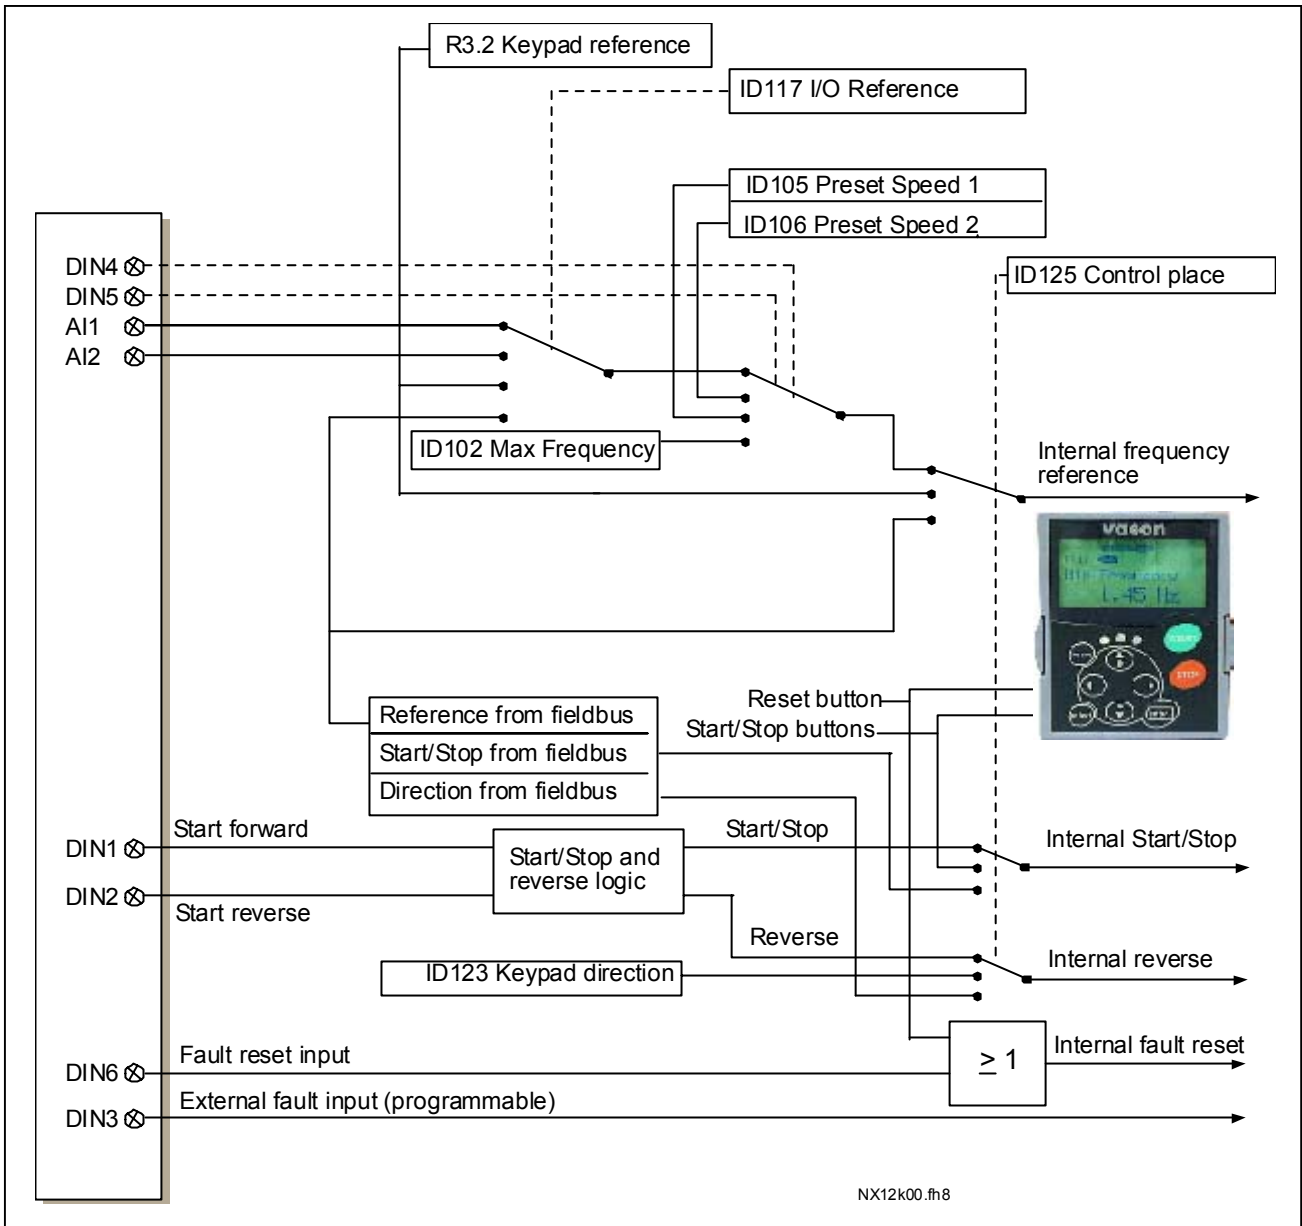 R3.2 Keypad reference
ID117 I/O Reference
ID105 Preset Speed 1
ID106 Preset Speed 2
DIN4
DIN5
AI1
AI2
ID125 Control place
ID102 Max Frequency
Internal frequency
reference
vacon
1.45 Hz
STOP
Reset button
Start/Stop buttons
Reference from fieldbus
Start/Stop from fieldbus
Direction from fieldbus
DIN1
Start forward
Start/Stop and
reverse logic
Start/Stop
Internal Start/Stop
DIN2
Start reverse
Reverse
Internal reverse
ID123 Keypad direction
DIN6
Fault reset input
≥ 1
Internal fault reset
DIN3
External fault input (programmable)
NX12k00.fh8